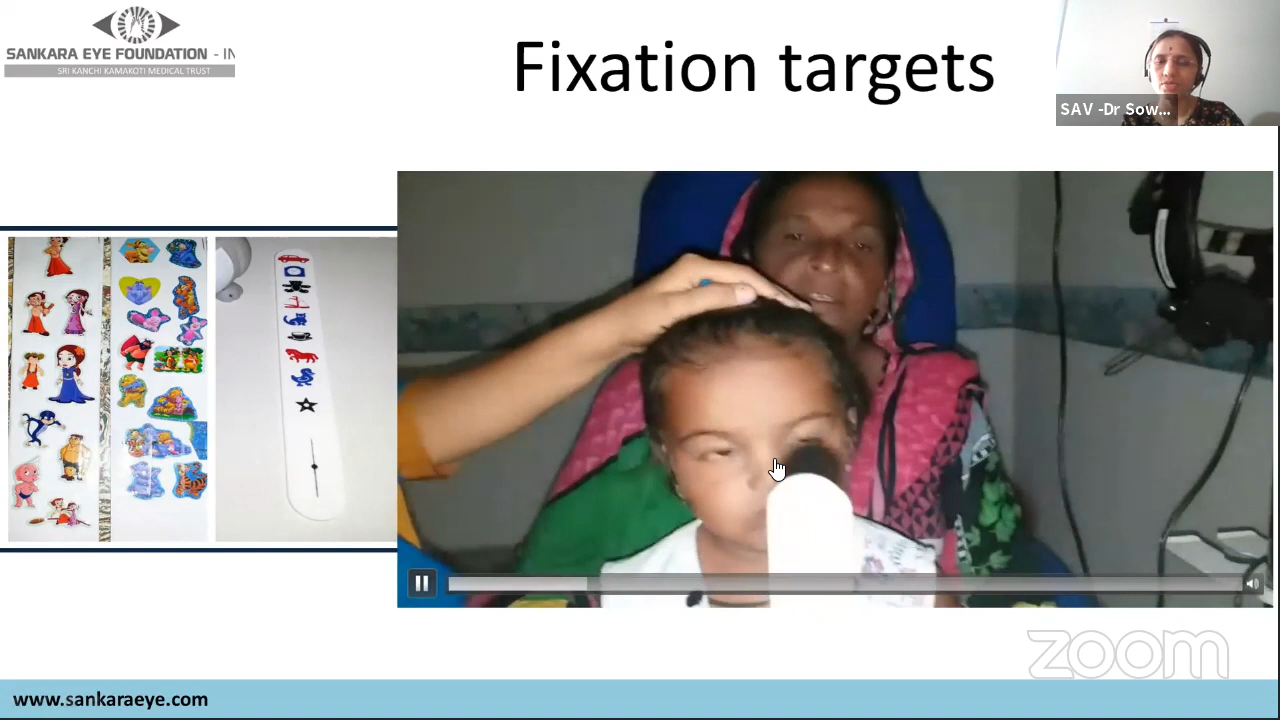 SANKARA EYE FOUNDATION - IN
SRI KANCHI KAMAKOTI MEDICAL TRUST
Fixation targets
SAV -Dr Sow...
zoom
www.sankaraeye.com